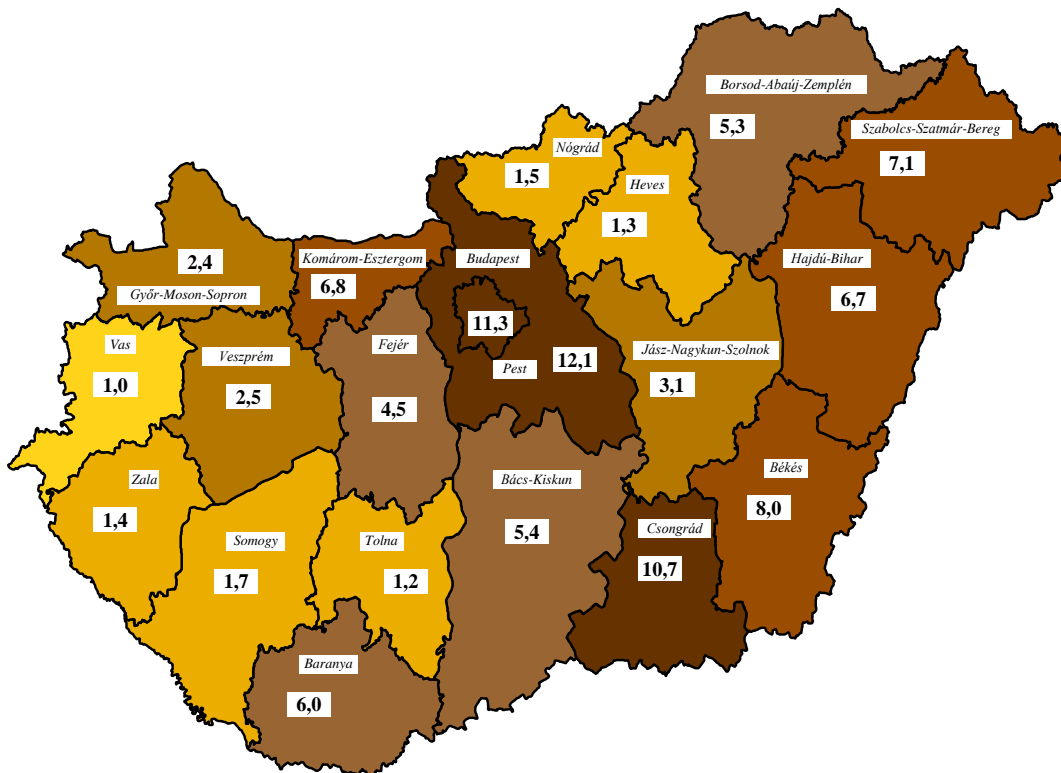 Borsod-Abaúj-Zemplén
5,3
Szabolcs-Szatmár-Bereg
7,1
Nógrád
1,5
Heves
1,3
2,4
Győr-Moson-Sopron
Komárom-Esztergom
6,8
Budapest
11,3
Hajdú-Bihar
6,7
Vas
1,0
Veszprém
2,5
Fejér
4,5
Pest
12,1
Jász-Nagykun-Szolnok
3,1
Zala
1,4
Somogy
1,7
Tolna
1,2
Bács-Kiskun
5,4
Csongrád
10,7
Békés
8,0
Baranya
6,0